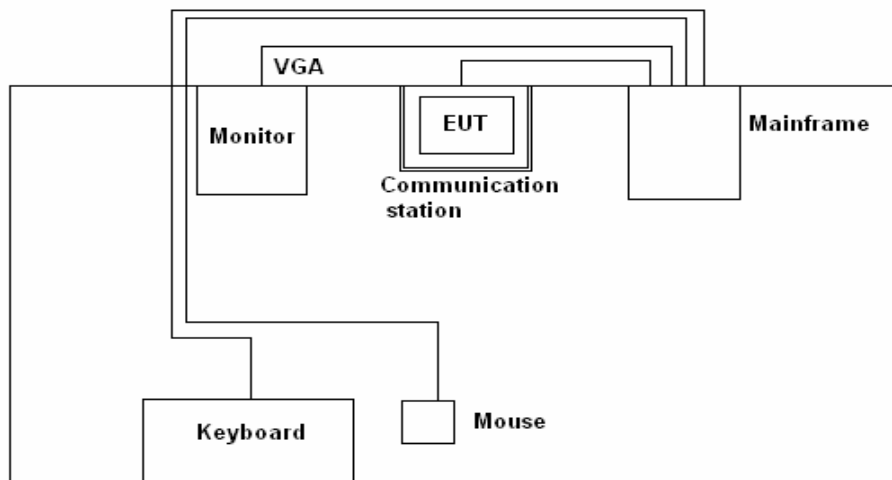 VGA
Monitor
EUT
Mainframe
Communication
station
Keyboard
Mouse